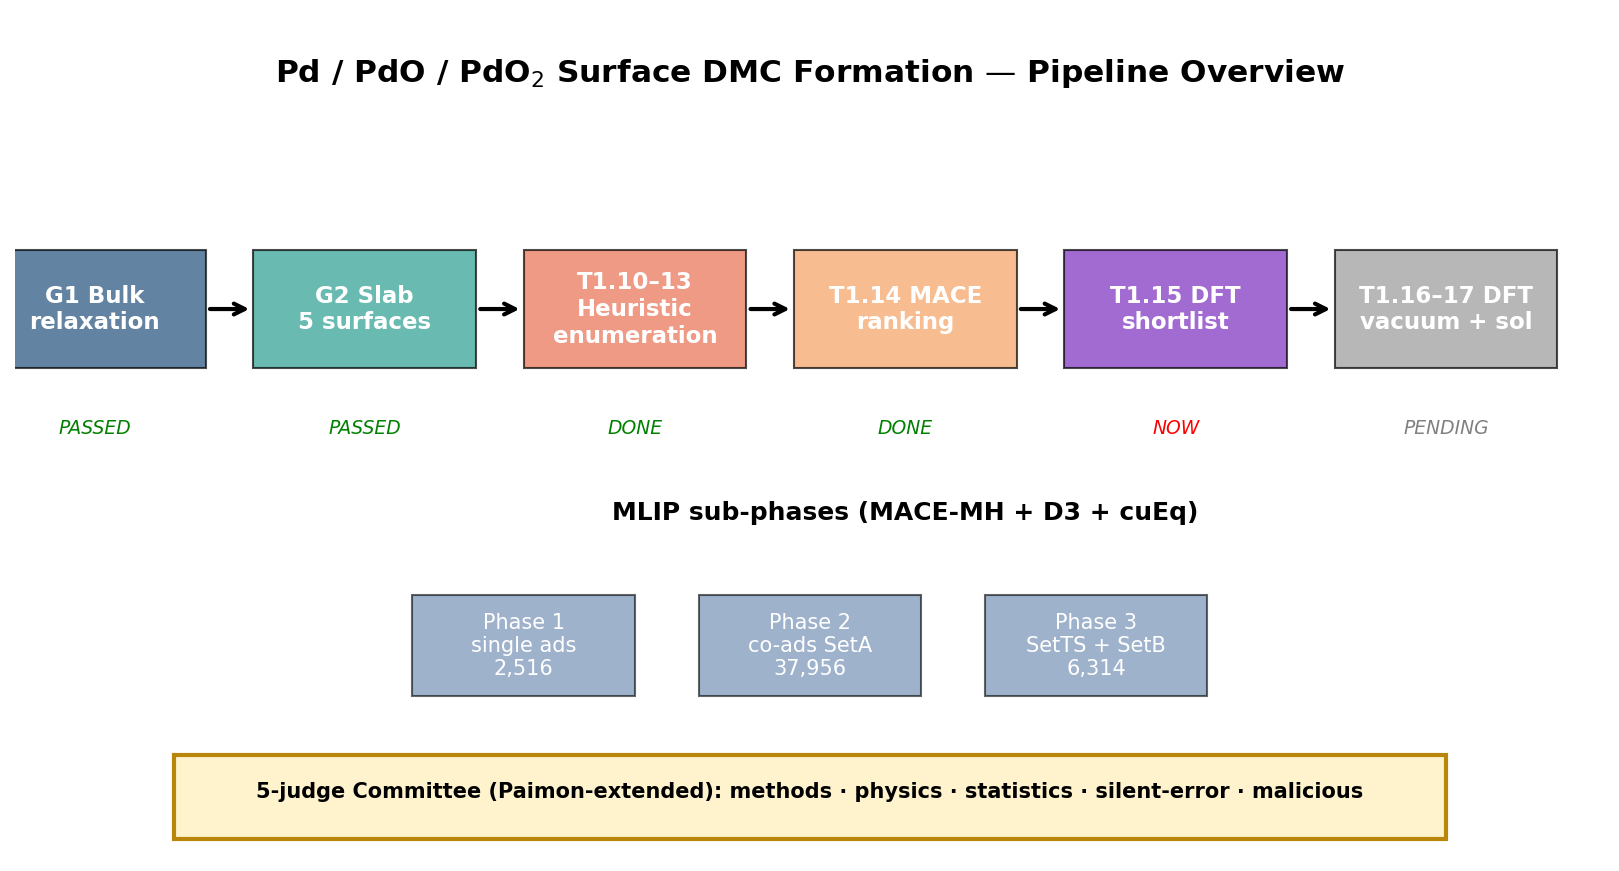 Pd / PdO / PdO₂ Surface DMC Formation — Pipeline Overview
G1 Bulk
relaxation
G2 Slab
5 surfaces
T1.10–13
Heuristic
enumeration
T1.14 MACE
ranking
T1.15 DFT
shortlist
T1.16–17 DFT
vacuum + sol
PASSED
PASSED
DONE
DONE
NOW
PENDING
MLIP sub-phases (MACE-MH + D3 + cuEq)
Phase 1
single ads
2,516
Phase 2
co-ads SetA
37,956
Phase 3
SetTS + SetB
6,314
5-judge Committee (Paimon-extended): methods · physics · statistics · silent-error · malicious